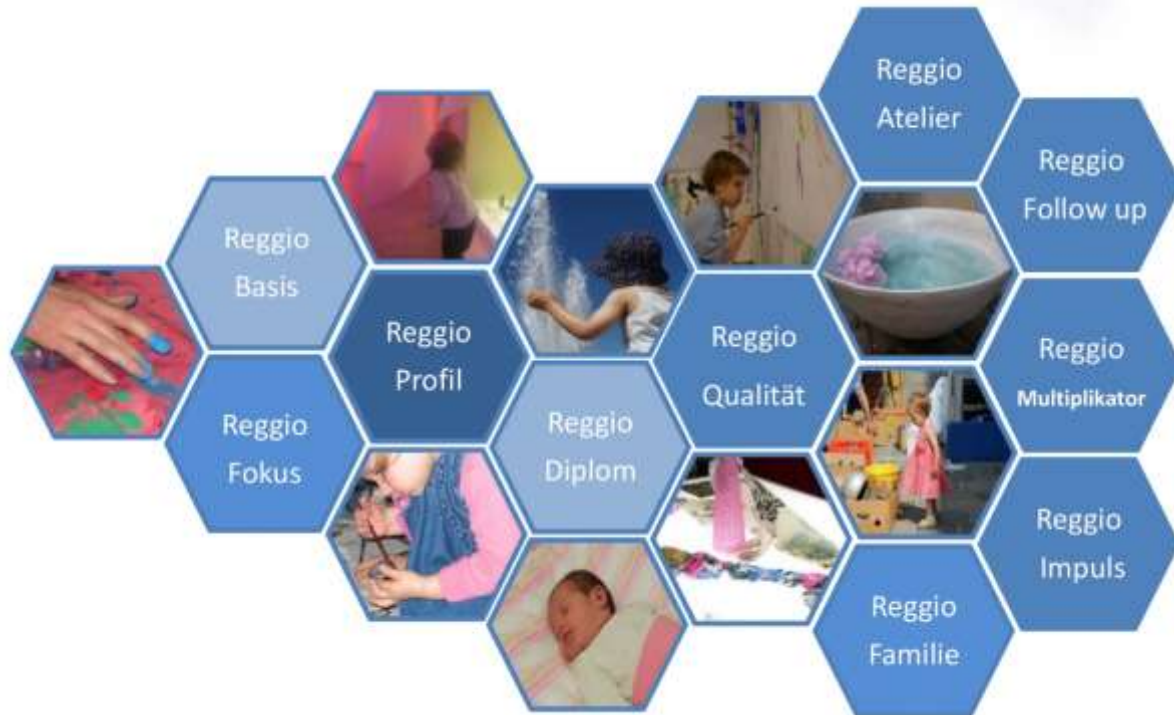 Reggio
Basis
Reggio
Fokus
Reggio
Profil
Reggio
Diplom
Reggio
Qualität
Reggio
Atelier
Reggio
Familie
Reggio
Follow up
Reggio
Multiplikator
Reggio
Impuls